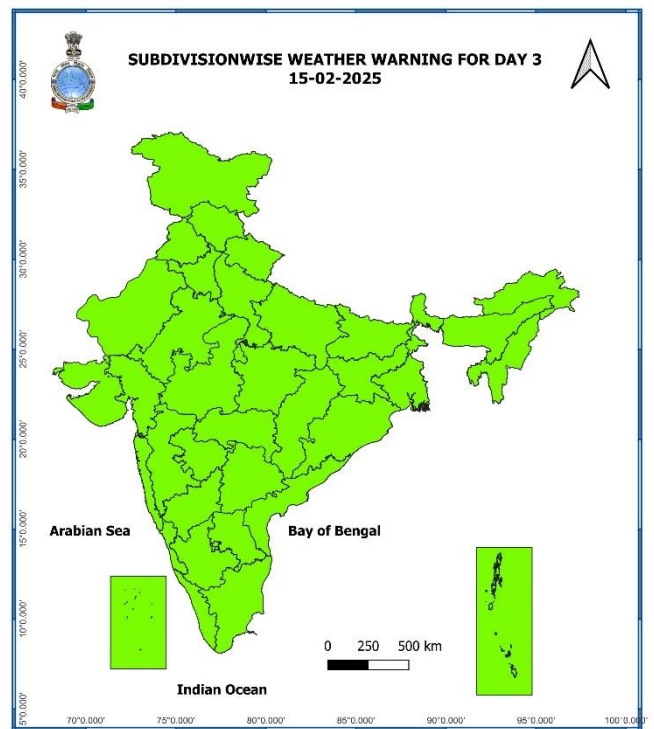 SUBDIVISIONWISE WEATHER WARNING FOR DAY 3
15-02-2025
40°0.000'
35°0.000'
30°0.000'
25°0.000'
20°0.000'
15°0.000'
10°0.000'
5°0.000'
Arabian Sea
Bay of Bengal
0 250 500 km
Indian Ocean
70°0.000' 75°0.000' 80°0.000' 85°0.000' 90°0.000' 95°0.000' 100°0.000'